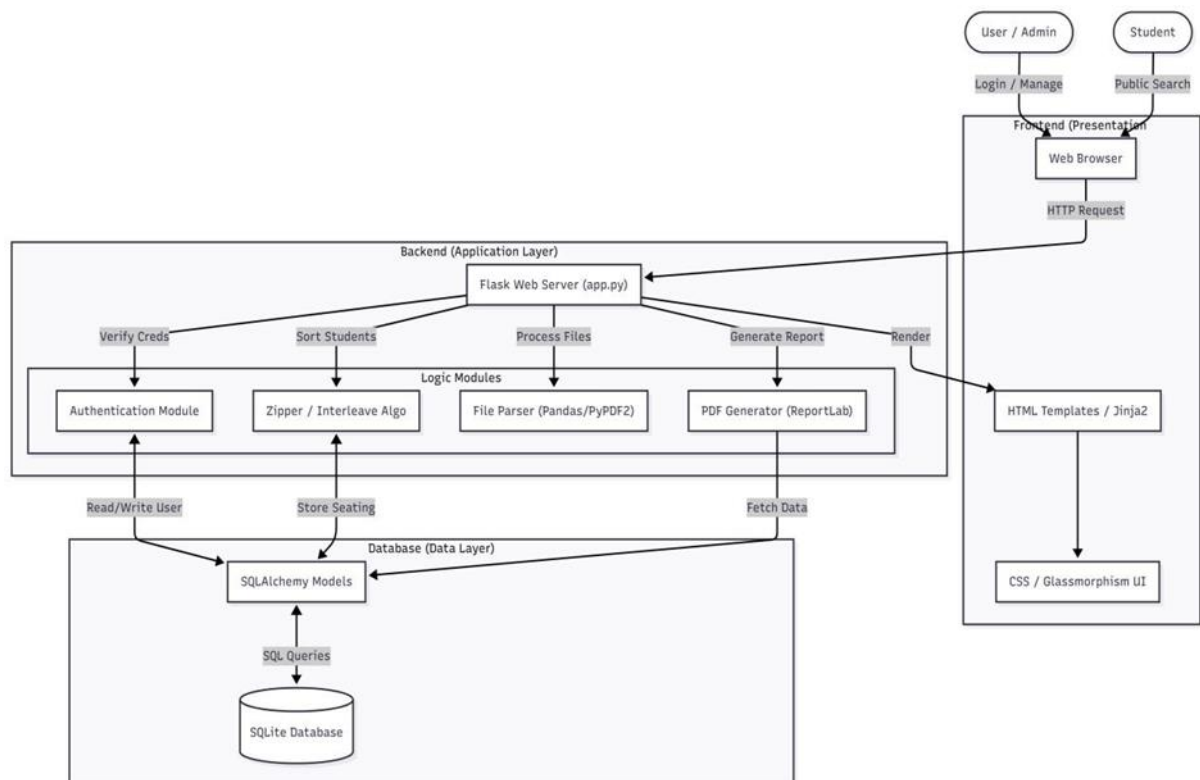 User / Admin
Student
Login / Manage
Public Search
Frontend (Presentation
Web Browser
HTTP Request
Backend (Application Layer)
Flask Web Server (app.py)
Verify Creds
Sort Students
Process Files
Generate Report
Render
Logic Modules
Authentication Module
Zipper / Interleave Algo
File Parser (Pandas/PyPDF2)
PDF Generator (ReportLab)
HTML Templates / Jinja2
Read/Write User
Store Seating
Fetch Data
Database (Data Layer)
SQLAlchemy Models
CSS / Glassmorphism UI
SQL Queries
SQLite Database